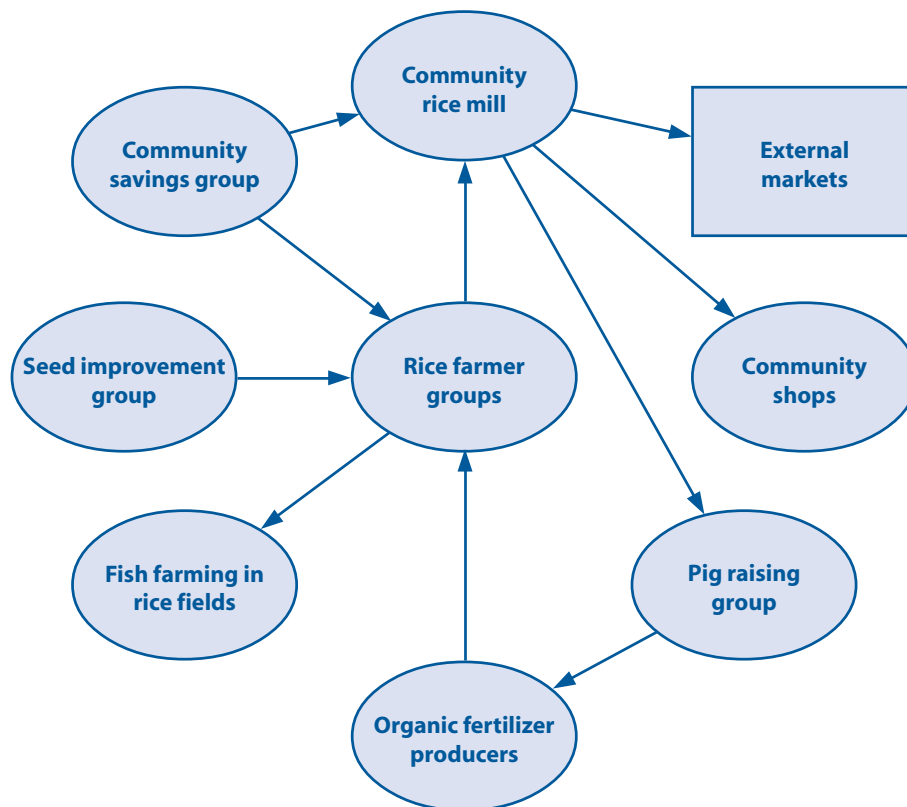 Community
rice mill
Community
savings group
External
markets
Seed improvement
group
Rice farmer
groups
Community
shops
Fish farming in
rice fields
Pig raising
group
Organic fertilizer
producers